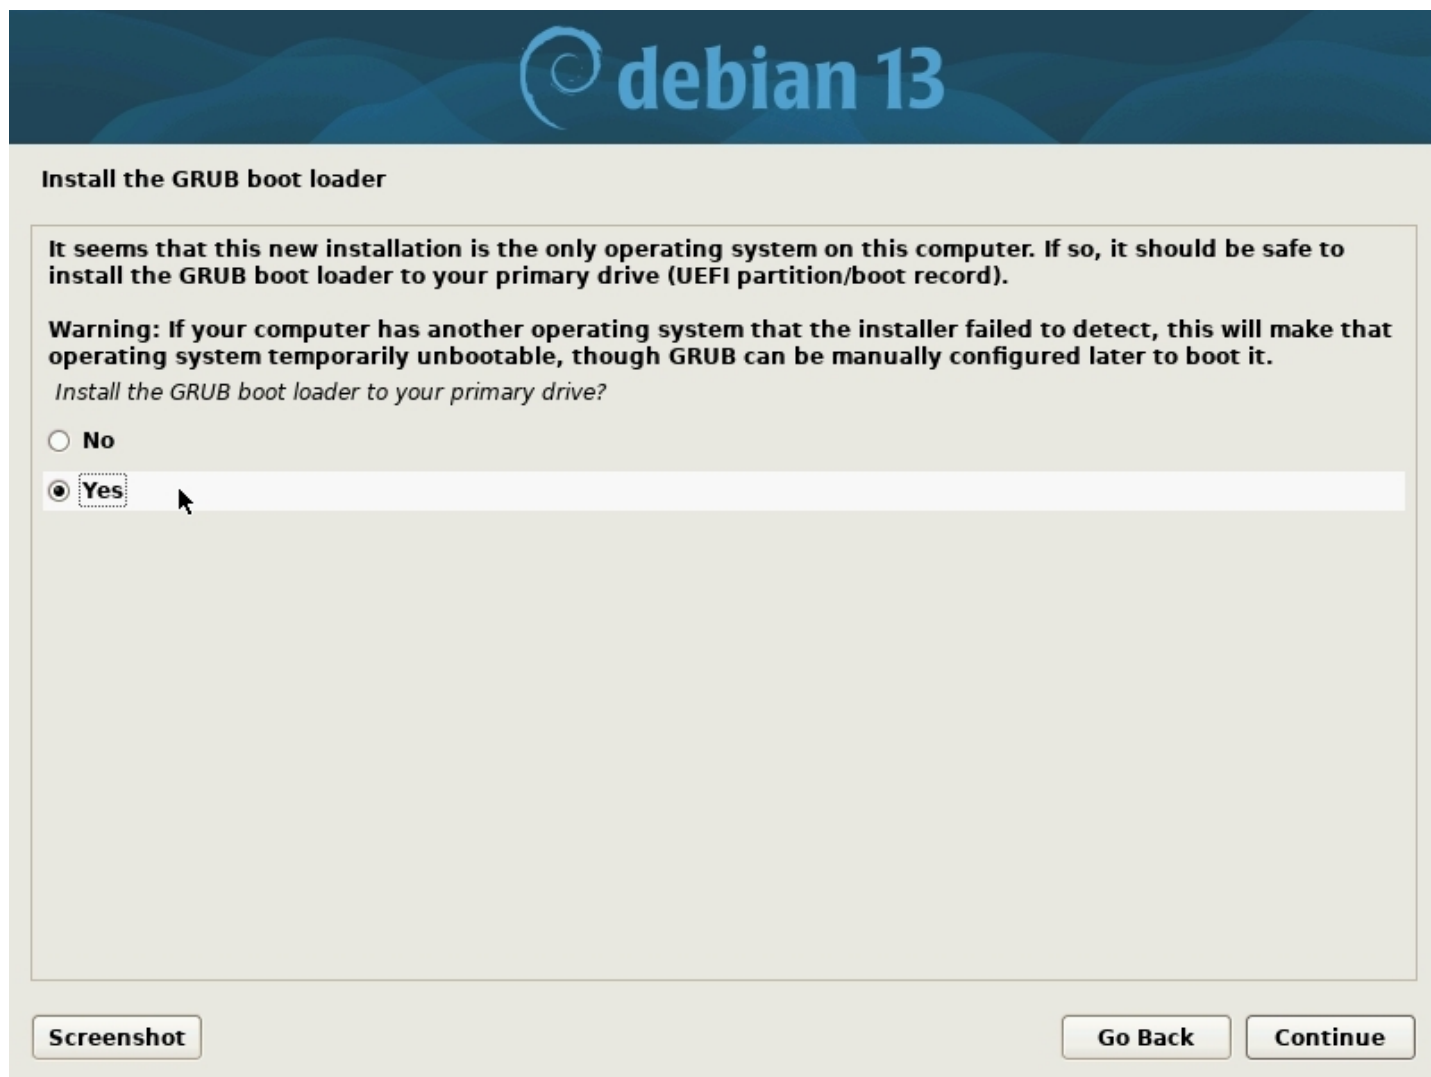 debian 13
Install the GRUB boot loader
It seems that this new installation is the only operating system on this computer. If so, it should be safe to
install the GRUB boot loader to your primary drive (UEFI partition/boot record).
Warning: If your computer has another operating system that the installer failed to detect, this will make that
operating system temporarily unbootable, though GRUB can be manually configured later to boot it.
Install the GRUB boot loader to your primary drive?
No
Yes
Screenshot
Go Back
Continue